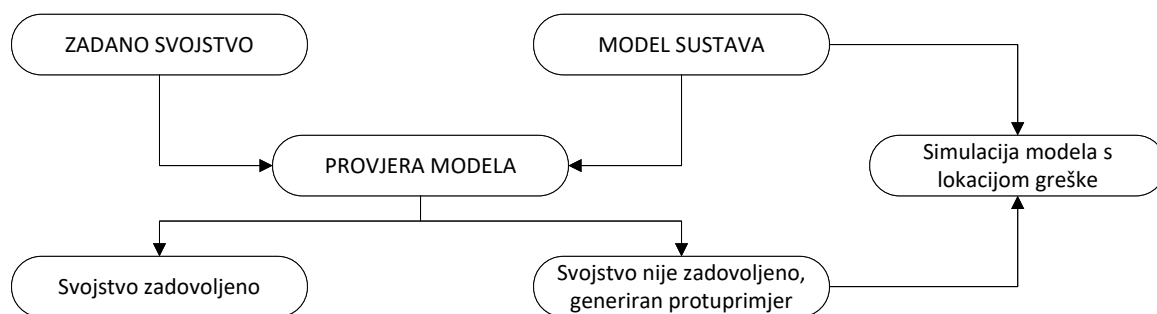 ZADANO SVOJSTVO
MODEL SUSTAVA
PROVJERA MODELA
Simulacija modela s
lokacijom greške
Svojstvo zadovoljeno
Svojstvo nije zadovoljeno,
generiran protuprimjer